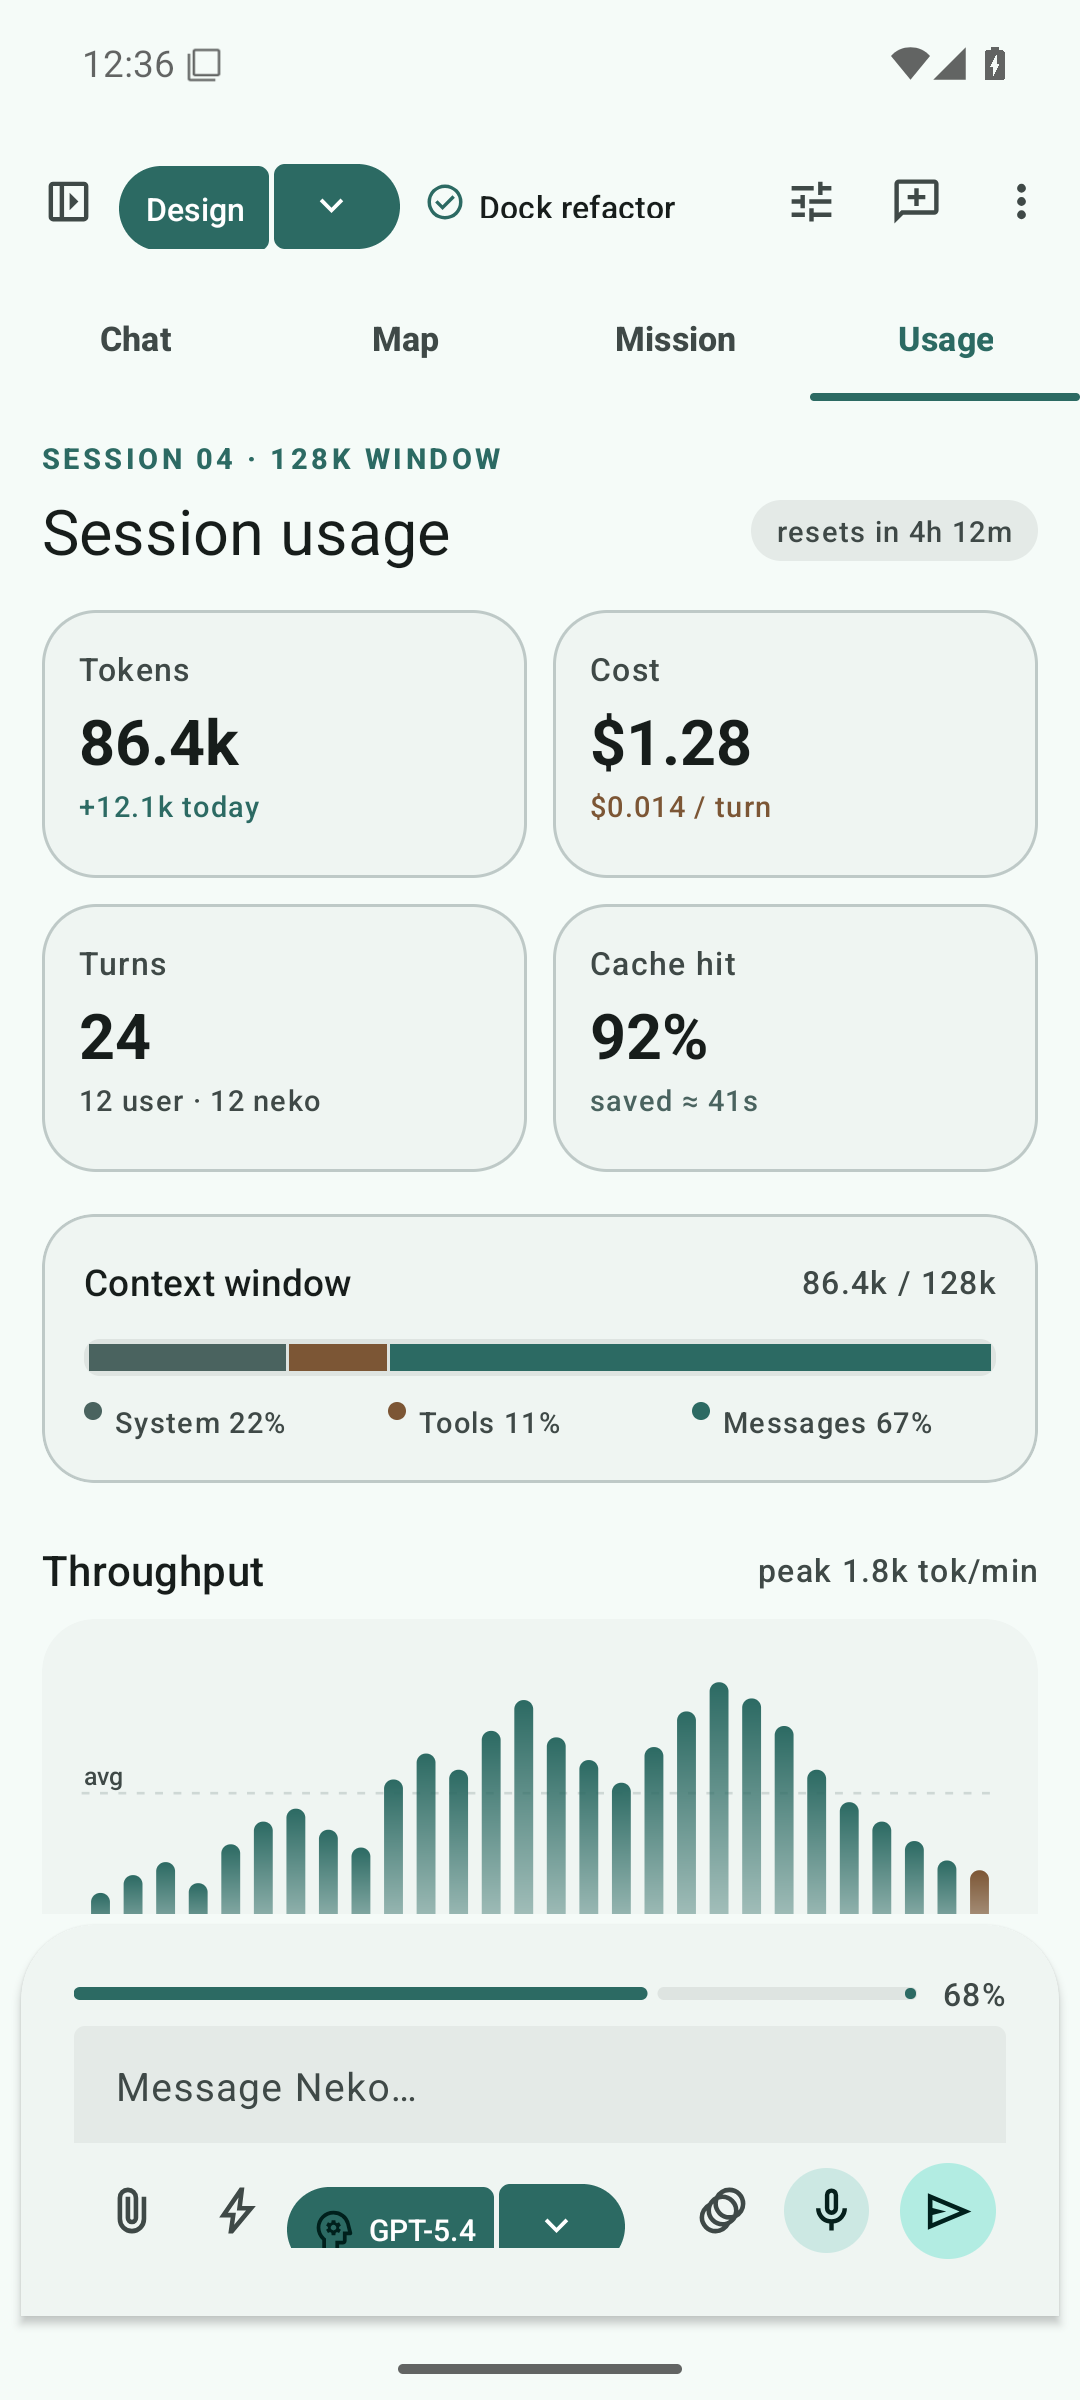 12:36
Design
Dock refactor
Chat Map Mission Usage
SESSION 04 · 128K WINDOW
Session usage
resets in 4h 12m
Tokens
86.4k
+12.1k today
Cost
$1.28
$0.014 / turn
Turns
24
12 user · 12 neko
Cache hit
92%
saved ≈ 41s
Context window
86.4k / 128k
System 22%
Tools 11%
Messages 67%
Throughput
peak 1.8k tok/min
avg
68%
Message Neko…
GPT-5.4